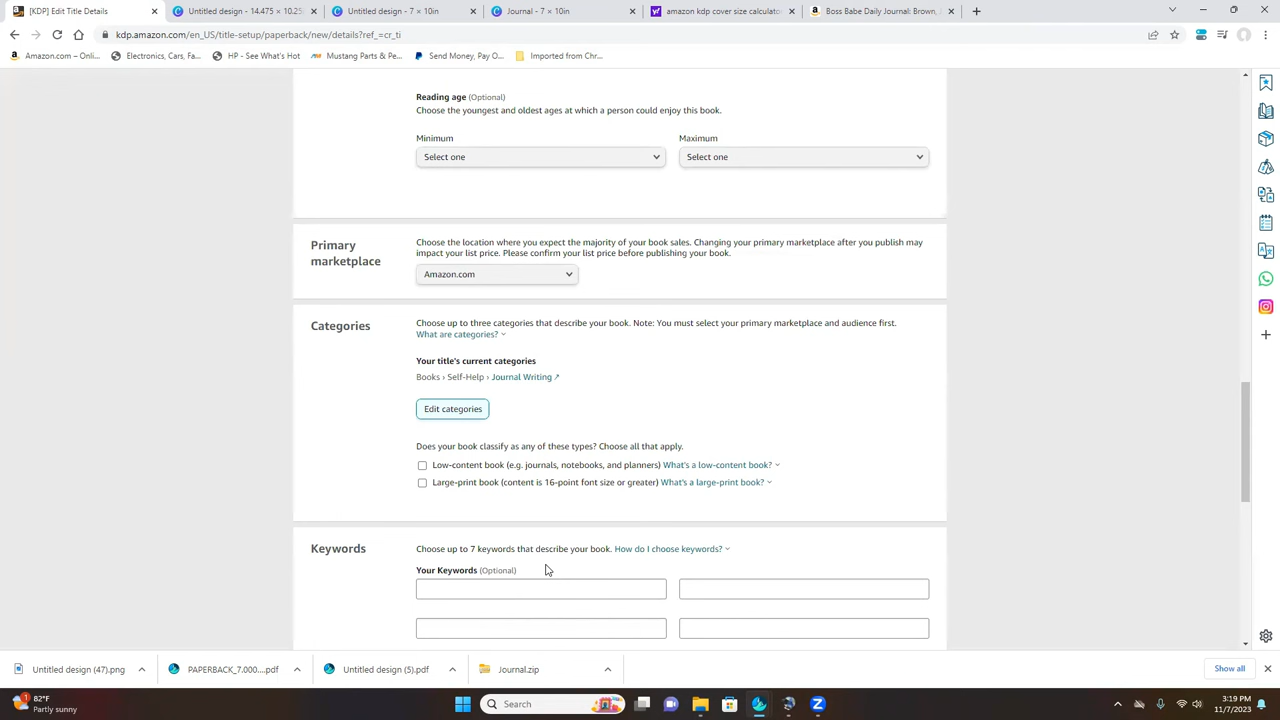 [KDP] Edit Title Details
Untitled design - 14.475 × 10.25
Untitled design - 7 × 10in
Journal - 7 × 10in
amazon kdp cover size calculator
Boss Babe Daily Journal: Brown,
kdp.amazon.com/en_US/title-setup/paperback/new/details?ref_=cr_ti
Amazon.com – Onli...
Electronics, Cars, Fa...
HP - See What's Hot
Mustang Parts & Pe...
Send Money, Pay O...
Imported from Chr...
Reading age (Optional)
Choose the youngest and oldest ages at which a person could enjoy this book.
Minimum
Maximum
Select one
Select one
Primary
marketplace
Choose the location where you expect the majority of your book sales. Changing your primary marketplace after you publish may
impact your list price. Please confirm your list price before publishing your book.
Amazon.com
Categories
Choose up to three categories that describe your book. Note: You must select your primary marketplace and audience first.
What are categories?
Your title's current categories
Books › Self-Help › Journal Writing
Edit categories
Does your book classify as any of these types? Choose all that apply.
Low-content book (e.g. journals, notebooks, and planners) What's a low-content book?
Large-print book (content is 16-point font size or greater) What's a large-print book?
Keywords
Choose up to 7 keywords that describe your book. How do I choose keywords?
Your Keywords (Optional)
Untitled design (47).png
PAPERBACK_7.000....pdf
Untitled design (5).pdf
Journal.zip
Show all
82°F
Partly sunny
Search
3:19 PM
11/7/2023